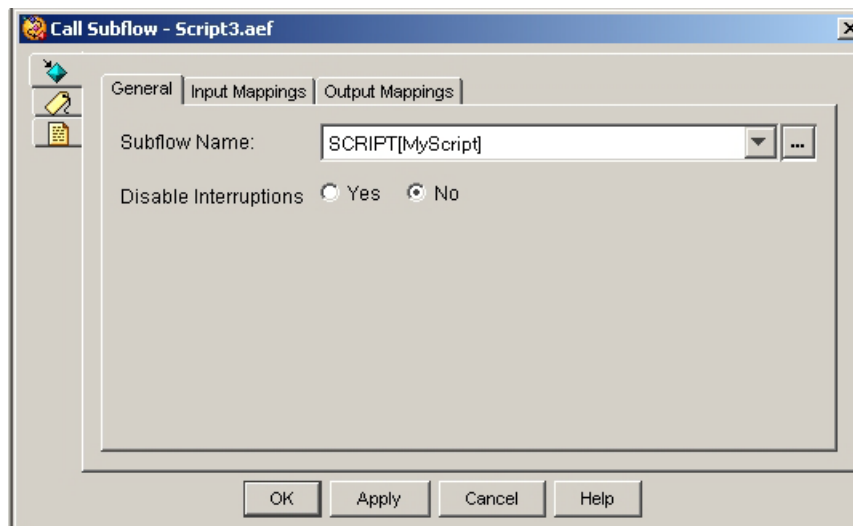 Call Subflow - Script3.aef
General Input Mappings Output Mappings
Subflow Name: SCRIPT[MyScript] ...
Disable Interruptions Yes No
OK Apply Cancel Help